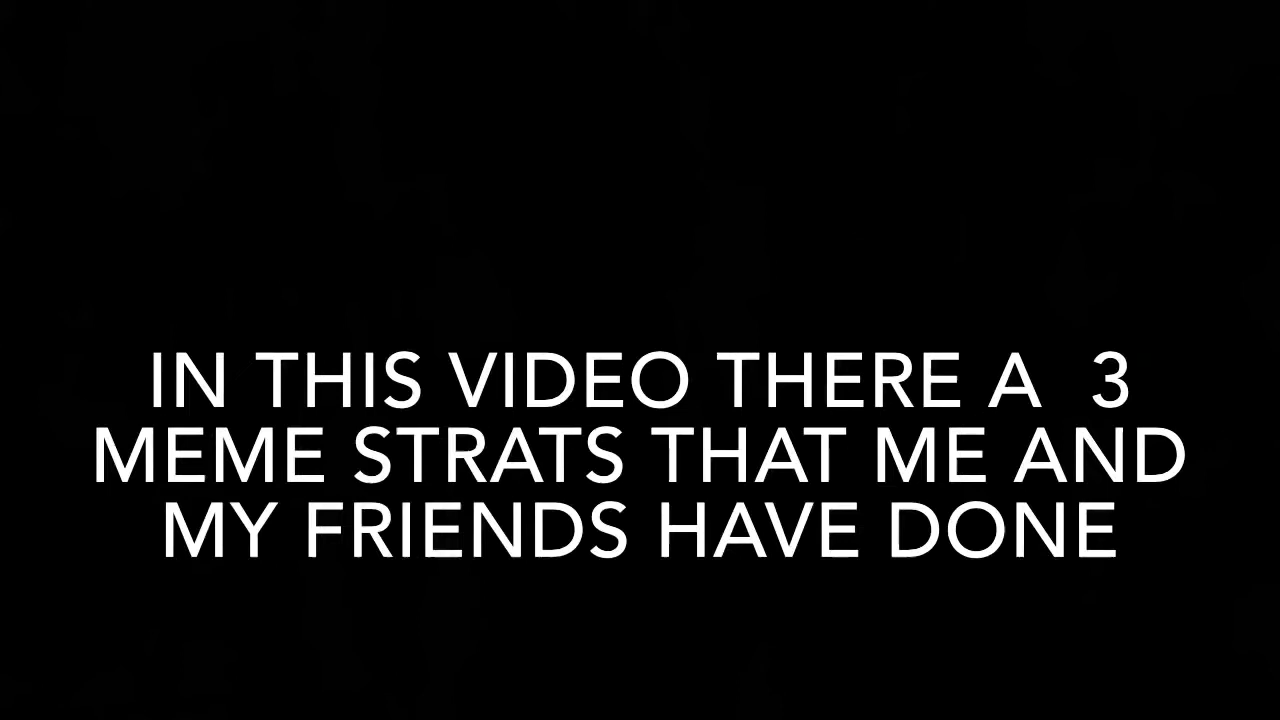 IN THIS VIDEO THERE A  3
MEME STRATS THAT ME AND
MY FRIENDS HAVE DONE